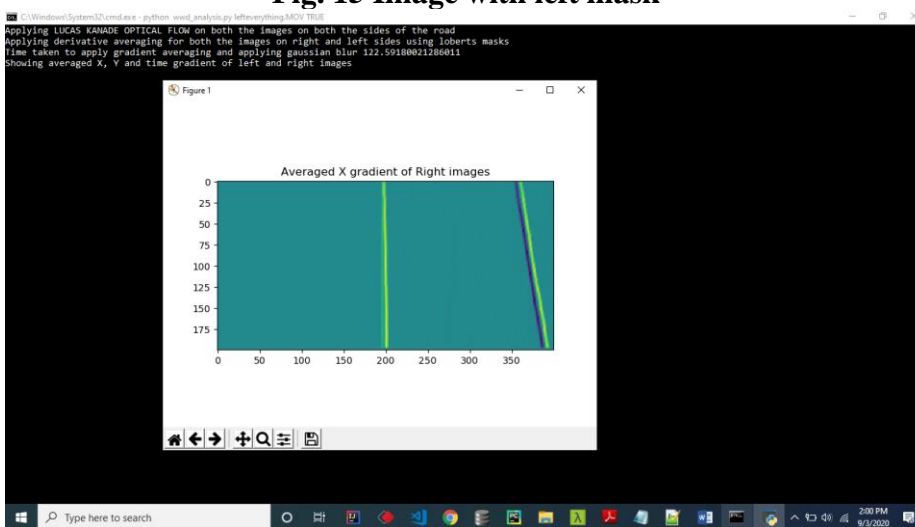 Fig. 15 Image with left mask
C:\Windows\System32\cmd.exe - python wwd_analysis.py lefteverything.MOV TRUE
Applying LUCAS KANADE OPTICAL FLOW on both the images on both the sides of the road
Applying derivative averaging for both the images on right and left sides using loberts masks
Time taken to apply gradient averaging and applying gaussian blur 122.59180021286011
Showing averaged X, Y and time gradient of left and right images
Figure 1
Averaged X gradient of Right images
0
25
50
75
100
125
150
175
0 50 100 150 200 250 300 350
Type here to search
2:00 PM
9/3/2020